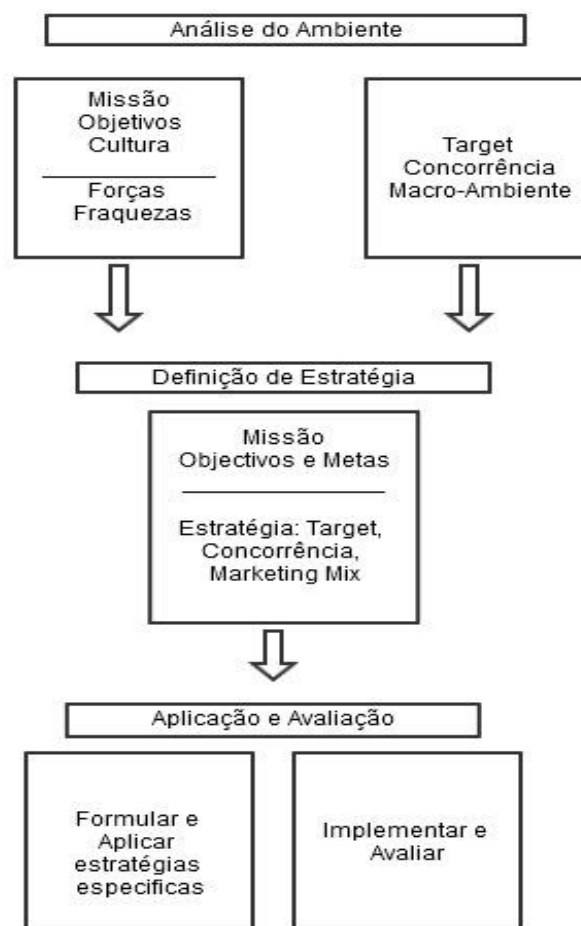 Análise do Ambiente
Missão
Objetivos
Cultura
Forças
Fraquezas
Target
Concorrência
Macro-Ambiente
Definição de Estratégia
Missão
Objectivos e Metas
Estratégia: Target,
Concorrência,
Marketing Mix
Aplicação e Avaliação
Formular e
Aplicar
estratégias
especificas
Implementar e
Avaliar